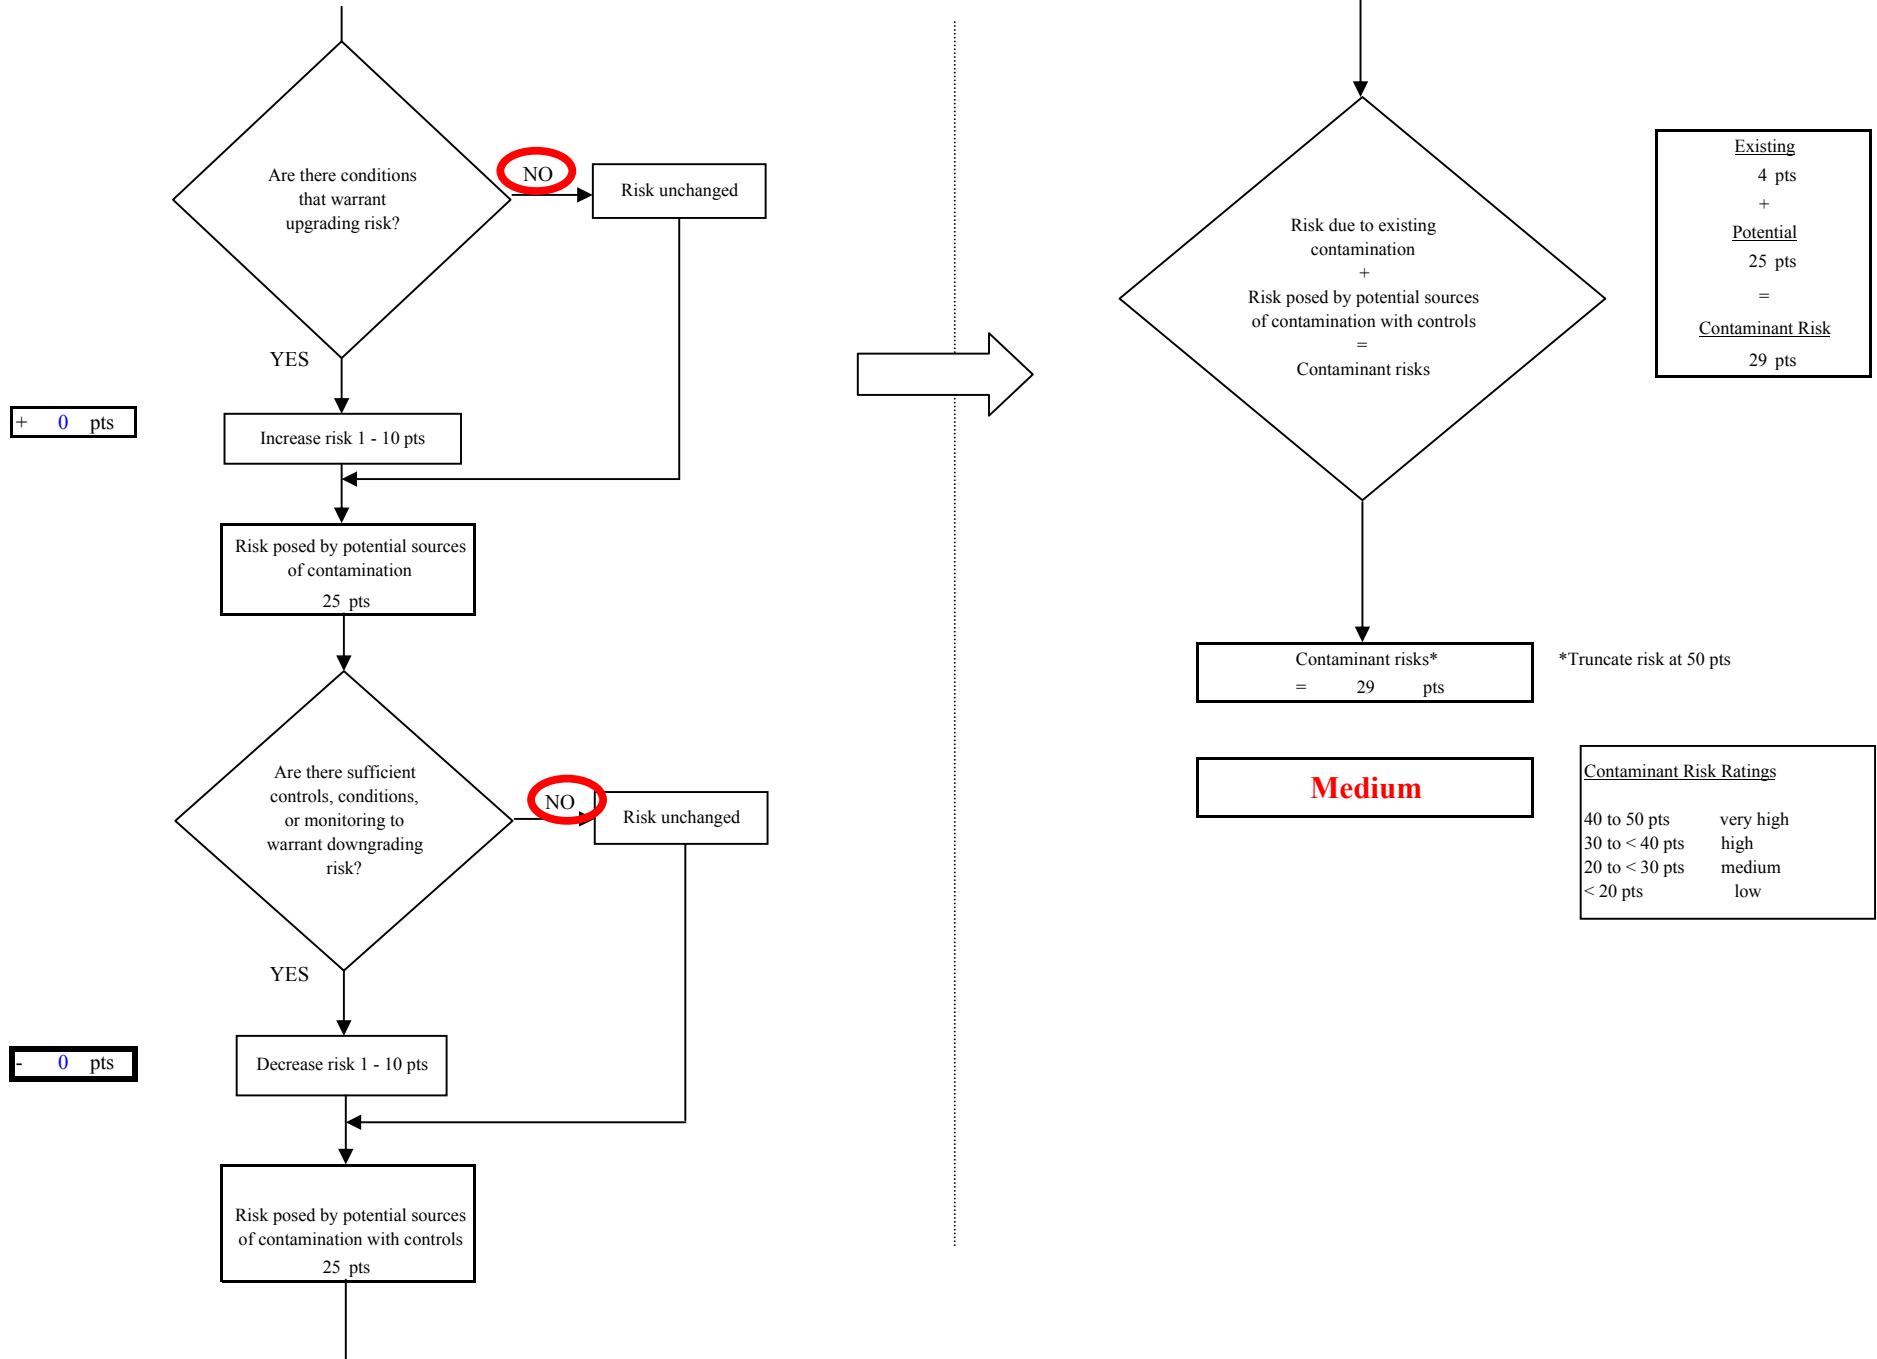 Are there conditions
that warrant
upgrading risk?
NO
Risk unchanged
YES
+ 0 pts
Increase risk 1 - 10 pts
Risk posed by potential sources
of contamination
25 pts
Are there sufficient
controls, conditions,
or monitoring to
warrant downgrading
risk?
NO
Risk unchanged
YES
- 0 pts
Decrease risk 1 - 10 pts
Risk posed by potential sources
of contamination with controls
25 pts
Risk due to existing
contamination
+
Risk posed by potential sources
of contamination with controls
=
Contaminant risks
Existing
4 pts
+
Potential
25 pts
=
Contaminant Risk
29 pts
Contaminant risks*
= 29 pts
*Truncate risk at 50 pts
Medium
Contaminant Risk Ratings
40 to 50 pts very high
30 to < 40 pts high
20 to < 30 pts medium
< 20 pts low